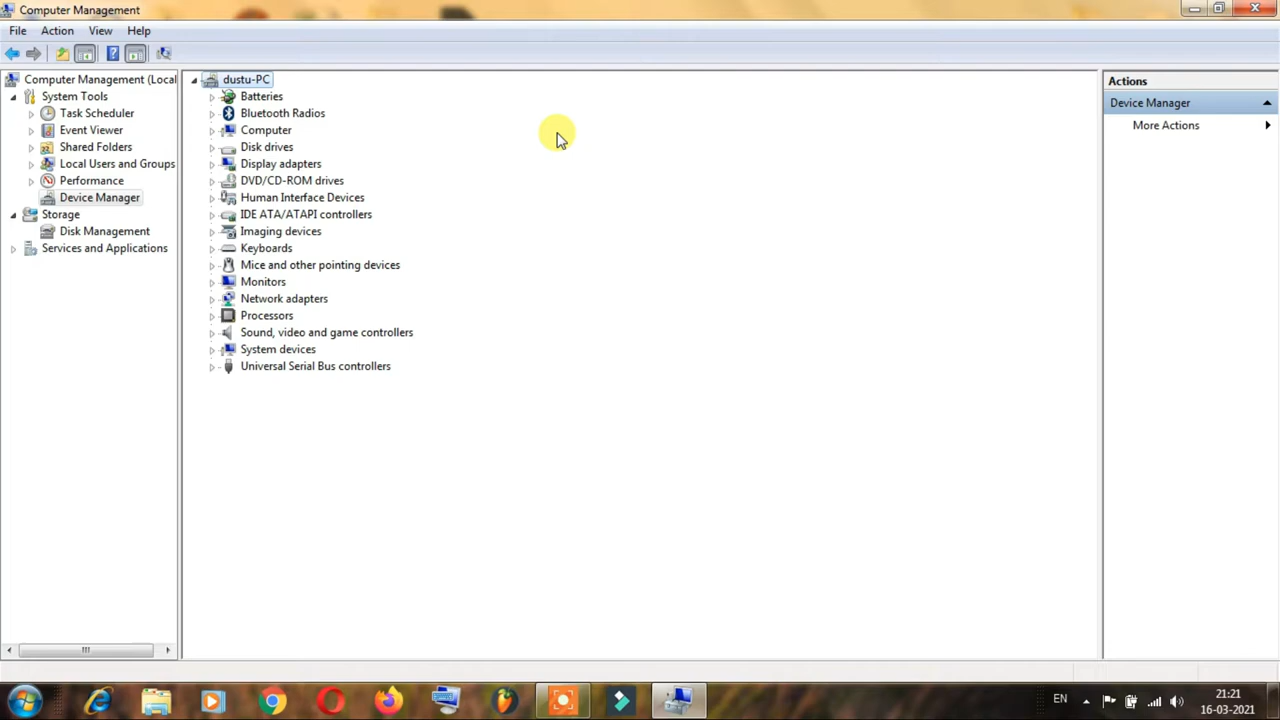 Computer Management
File Action View Help
Computer Management (Local
System Tools
Task Scheduler
Event Viewer
Shared Folders
Local Users and Groups
Performance
Device Manager
Storage
Disk Management
Services and Applications
dustu-PC
Batteries
Bluetooth Radios
Computer
Disk drives
Display adapters
DVD/CD-ROM drives
Human Interface Devices
IDE ATA/ATAPI controllers
Imaging devices
Keyboards
Mice and other pointing devices
Monitors
Network adapters
Processors
Sound, video and game controllers
System devices
Universal Serial Bus controllers
Actions
Device Manager
More Actions
EN
21:21
16-03-2021